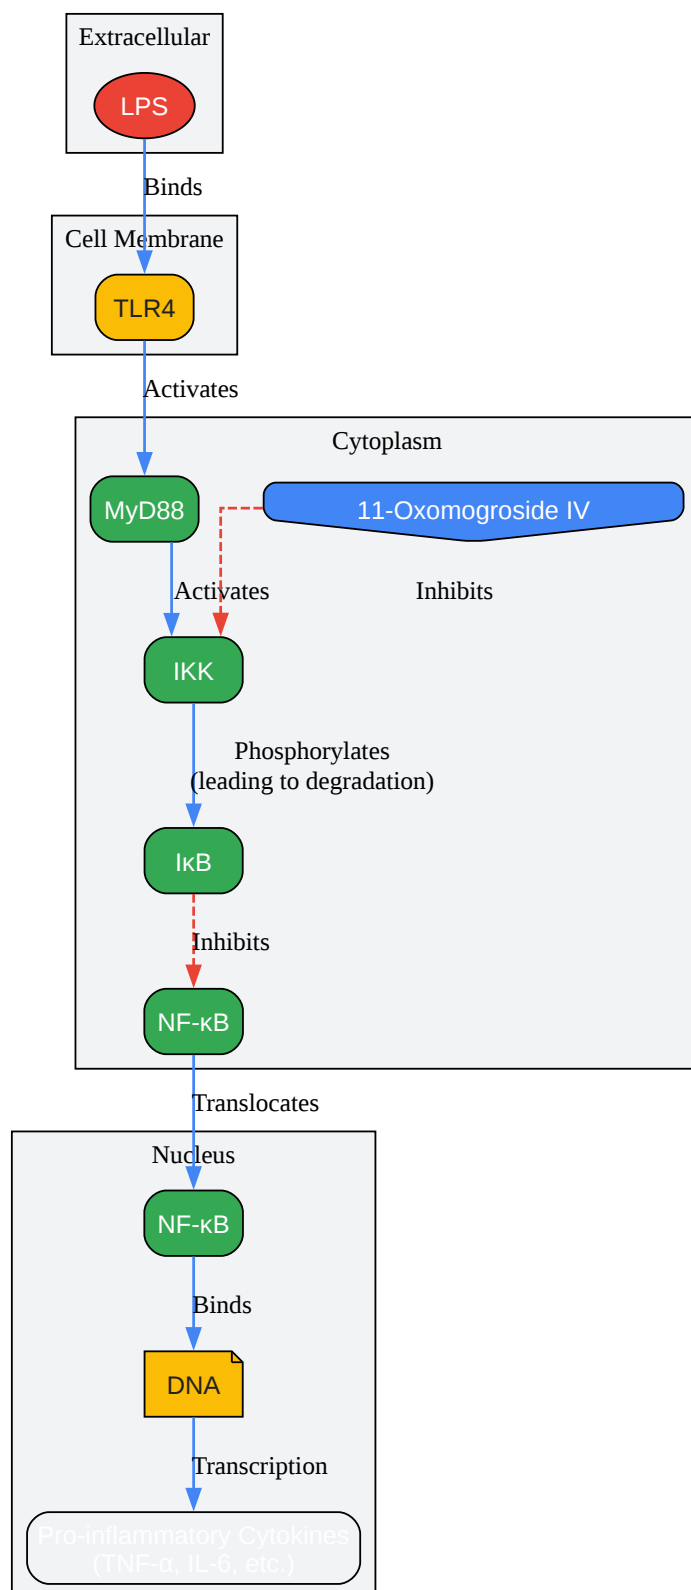 Extracellular
LPS
Binds
Cell Membrane
TLR4
Activates
Cytoplasm
MyD88
11-Oxomogroside IV
Activates
Inhibits
IKK
Phosphorylates
(leading to degradation)
IκB
Inhibits
NF-κB
Translocates
Nucleus
NF-κB
Binds
DNA
Transcription
Pro-inflammatory Cytokines
(TNF-α, IL-6, etc.)